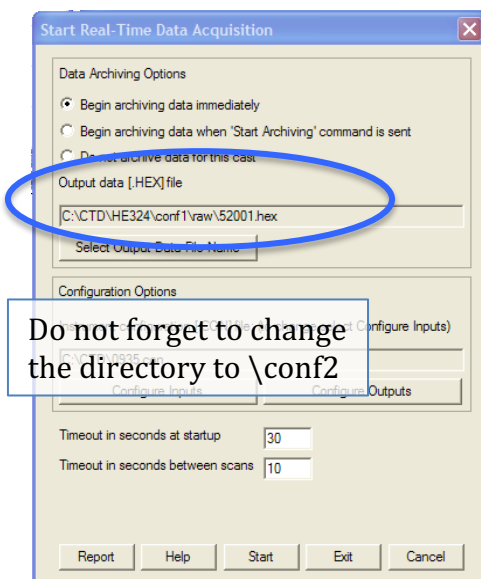 Start Real-Time Data Acquisition
Data Archiving Options
Begin archiving data immediately
Begin archiving data when 'Start Archiving' command is sent
Do not archive data for this cast
Output data [.HEX] file
C:\CTD\HE324\conf1\raw\52001.hex
Select Output Data File Name
Configuration Options
Configure Inputs)
Do not forget to change
the directory to \conf2
C:\CTD\0935.con
Configure Inputs Configure Outputs
Timeout in seconds at startup 30
Timeout in seconds between scans 10
Report Help Start Exit Cancel